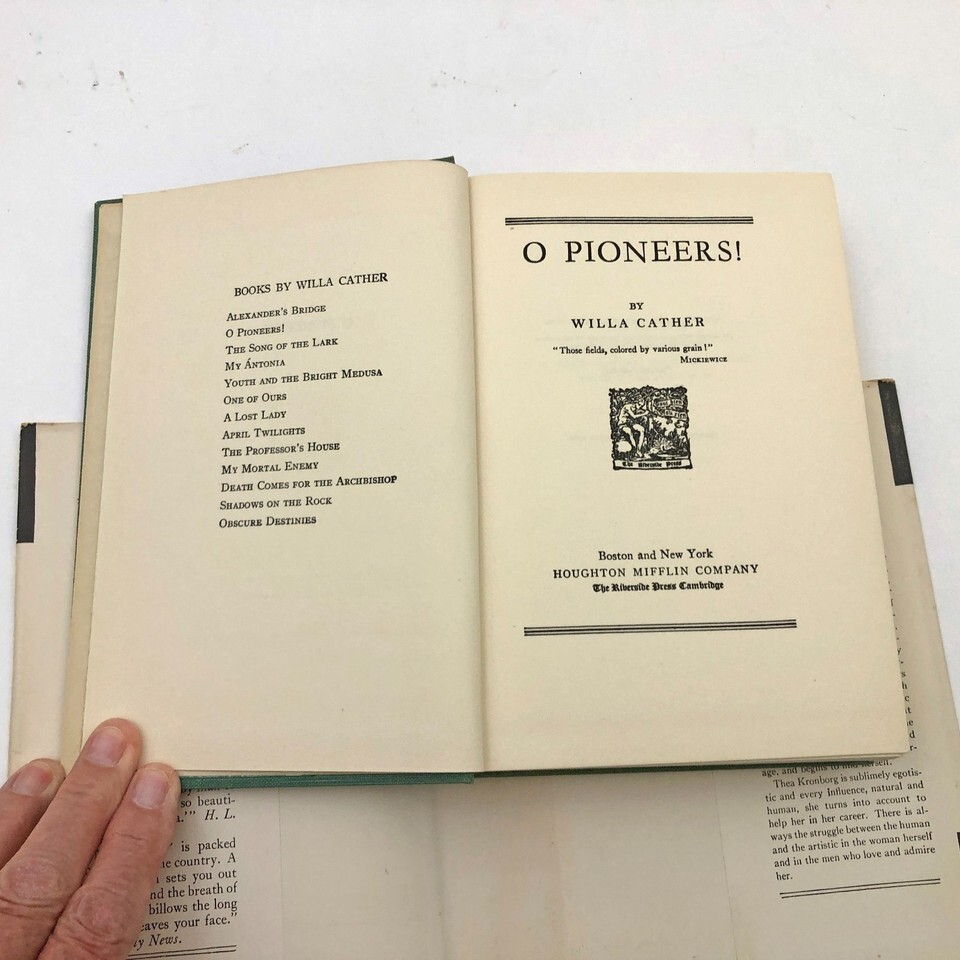 BOOKS BY WILLA CATHER
ALEXANDER'S BRIDGE
O PIONEERS!
THE SONG OF THE LARK
MY ÁNTONIA
YOUTH AND THE BRIGHT MEDUSA
ONE OF OURS
A LOST LADY
APRIL TWILIGHTS
THE PROFESSOR'S HOUSE
MY MORTAL ENEMY
DEATH COMES FOR THE ARCHBISHOP
SHADOWS ON THE ROCK
OBSCURE DESTINIES
O PIONEERS!
BY
WILLA CATHER
"Those fields, colored by various grain!"
MICKIEWICZ
The Riverside Press
Boston and New York
HOUGHTON MIFFLIN COMPANY
The Riverside Press Cambridge
so beauti-
H. L.
is packed
country. A
sets you out
the breath of
billows the long
your face."
News.
age, and begins to find herself.
Thea Kronborg is sublimely egotis-
tic and every influence, natural and
human, she turns into account to
help her in her career. There is al-
ways the struggle between the human
and the artistic in the woman herself
and in the men who love and admire
her.